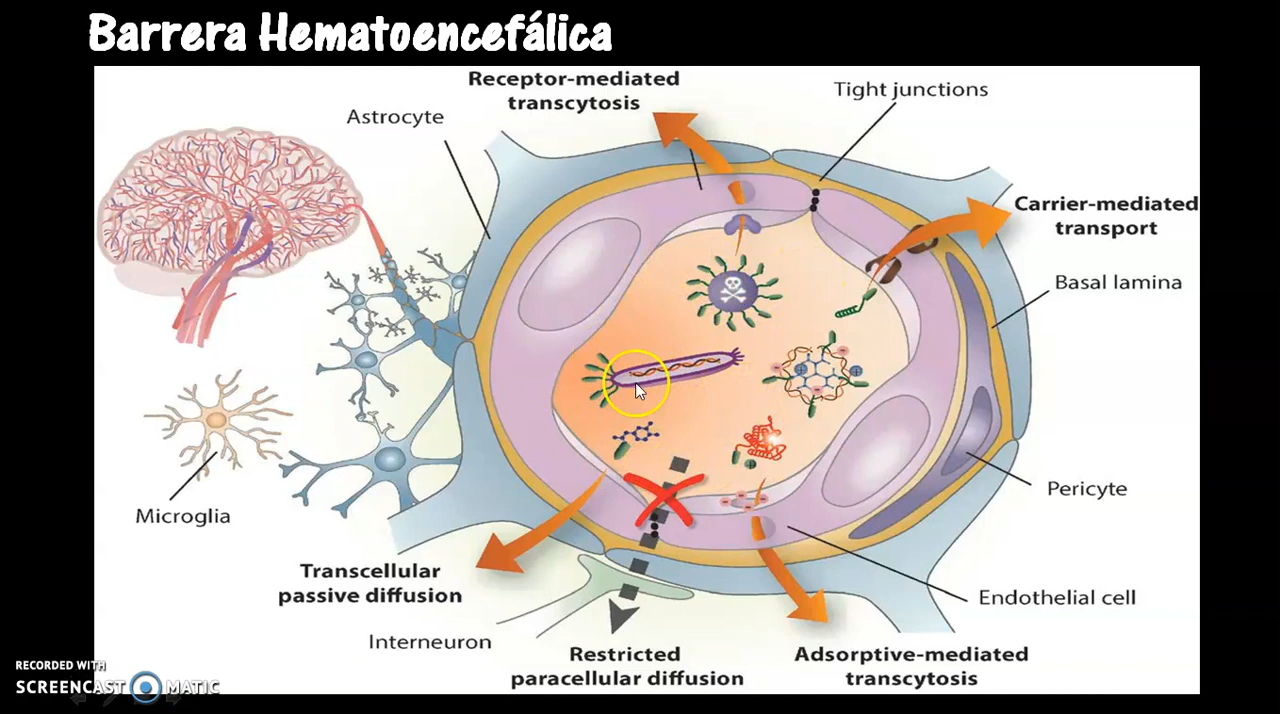 Barrera Hematoencefálica
Receptor-mediated
transcytosis
Tight junctions
Astrocyte
Carrier-mediated
transport
Basal lamina
Pericyte
Microglia
Transcellular
passive diffusion
Endothelial cell
Interneuron
Restricted
paracellular diffusion
Adsorptive-mediated
transcytosis
RECORDED WITH
SCREENCAST MATIC